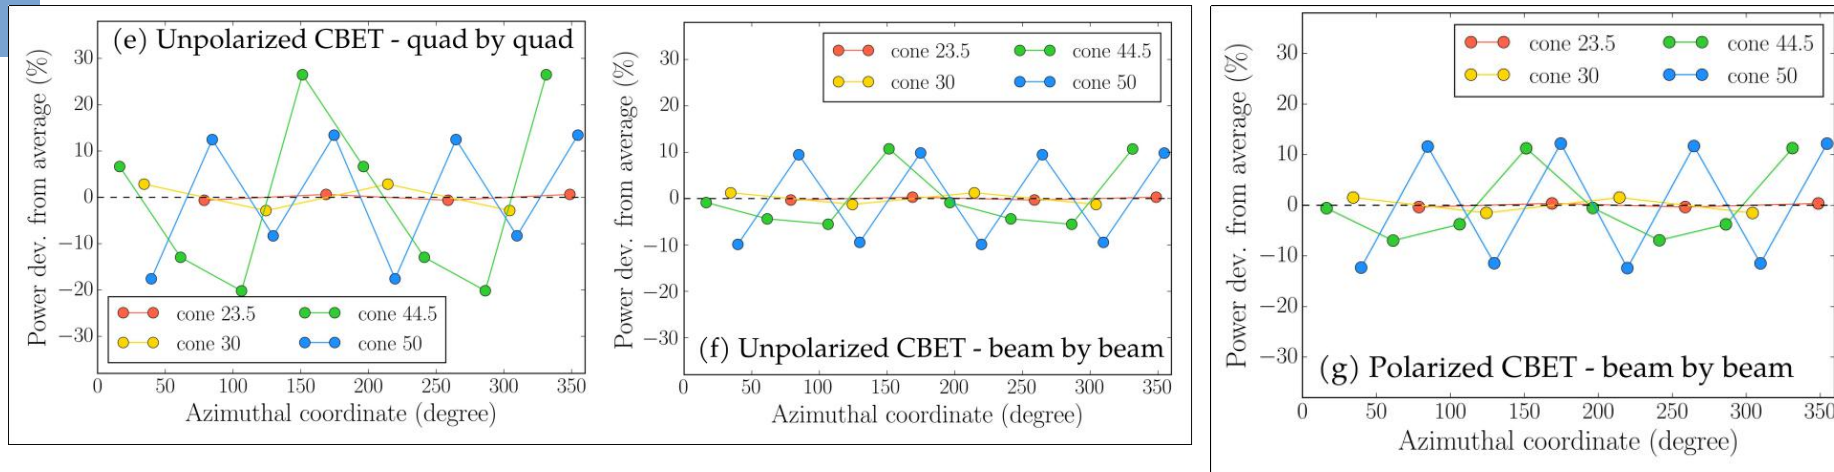 (e) Unpolarized CBET - quad by quad
Power dev. from average (%)
30
20
10
0
−10
−20
−30
cone 23.5
cone 44.5
cone 30
cone 50
0
50
100
150
200
250
300
350
Azimuthal coordinate (degree)
Power dev. from average (%)
30
20
10
0
−10
−20
−30
cone 23.5
cone 44.5
cone 30
cone 50
(f) Unpolarized CBET - beam by beam
0
50
100
150
200
250
300
350
Azimuthal coordinate (degree)
Power dev. from average (%)
30
20
10
0
−10
−20
−30
cone 23.5
cone 44.5
cone 30
cone 50
(g) Polarized CBET - beam by beam
0
50
100
150
200
250
300
350
Azimuthal coordinate (degree)